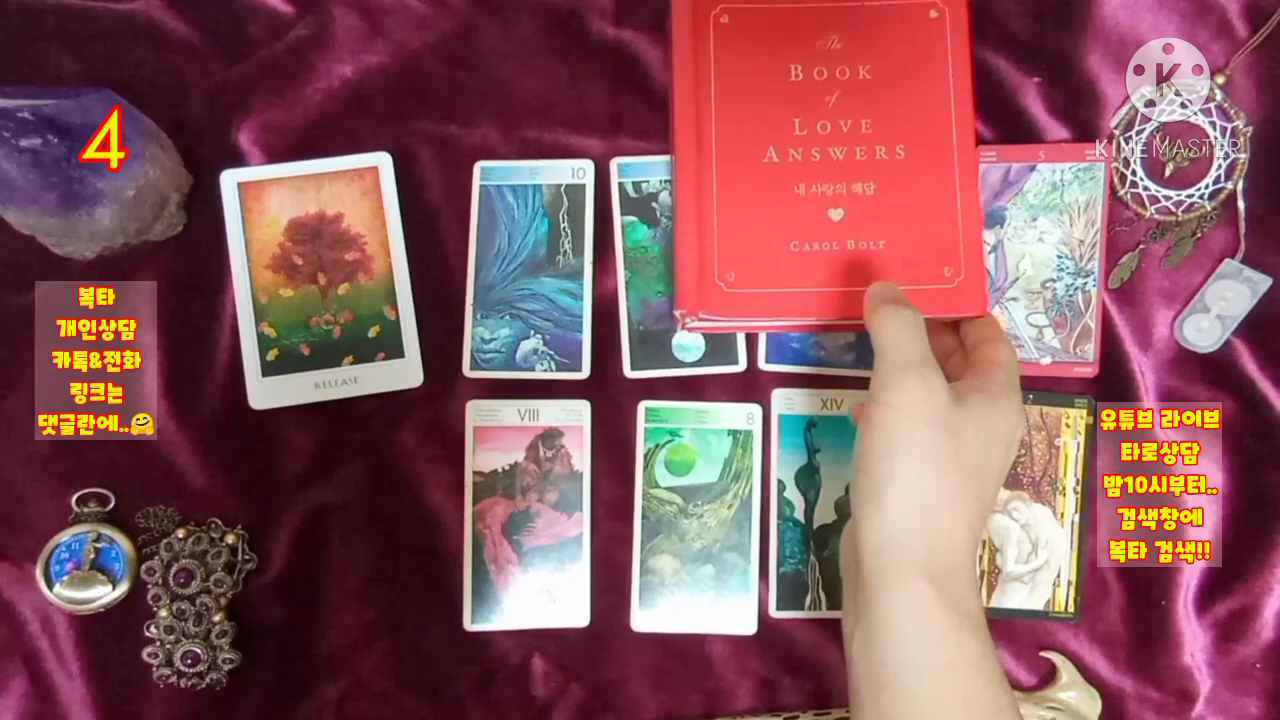 4
The
BOOK
of
LOVE
ANSWERS
내 사랑의 해답
CAROL BOLT
K
KINEMASTER
RELEASE
10
5
VIII
8
XIV
2
복타
개인상담
카톡&전화
링크는
댓글란에..🤗
유튜브 라이브
타로상담
밤10시부터..
검색창에
복타 검색!!